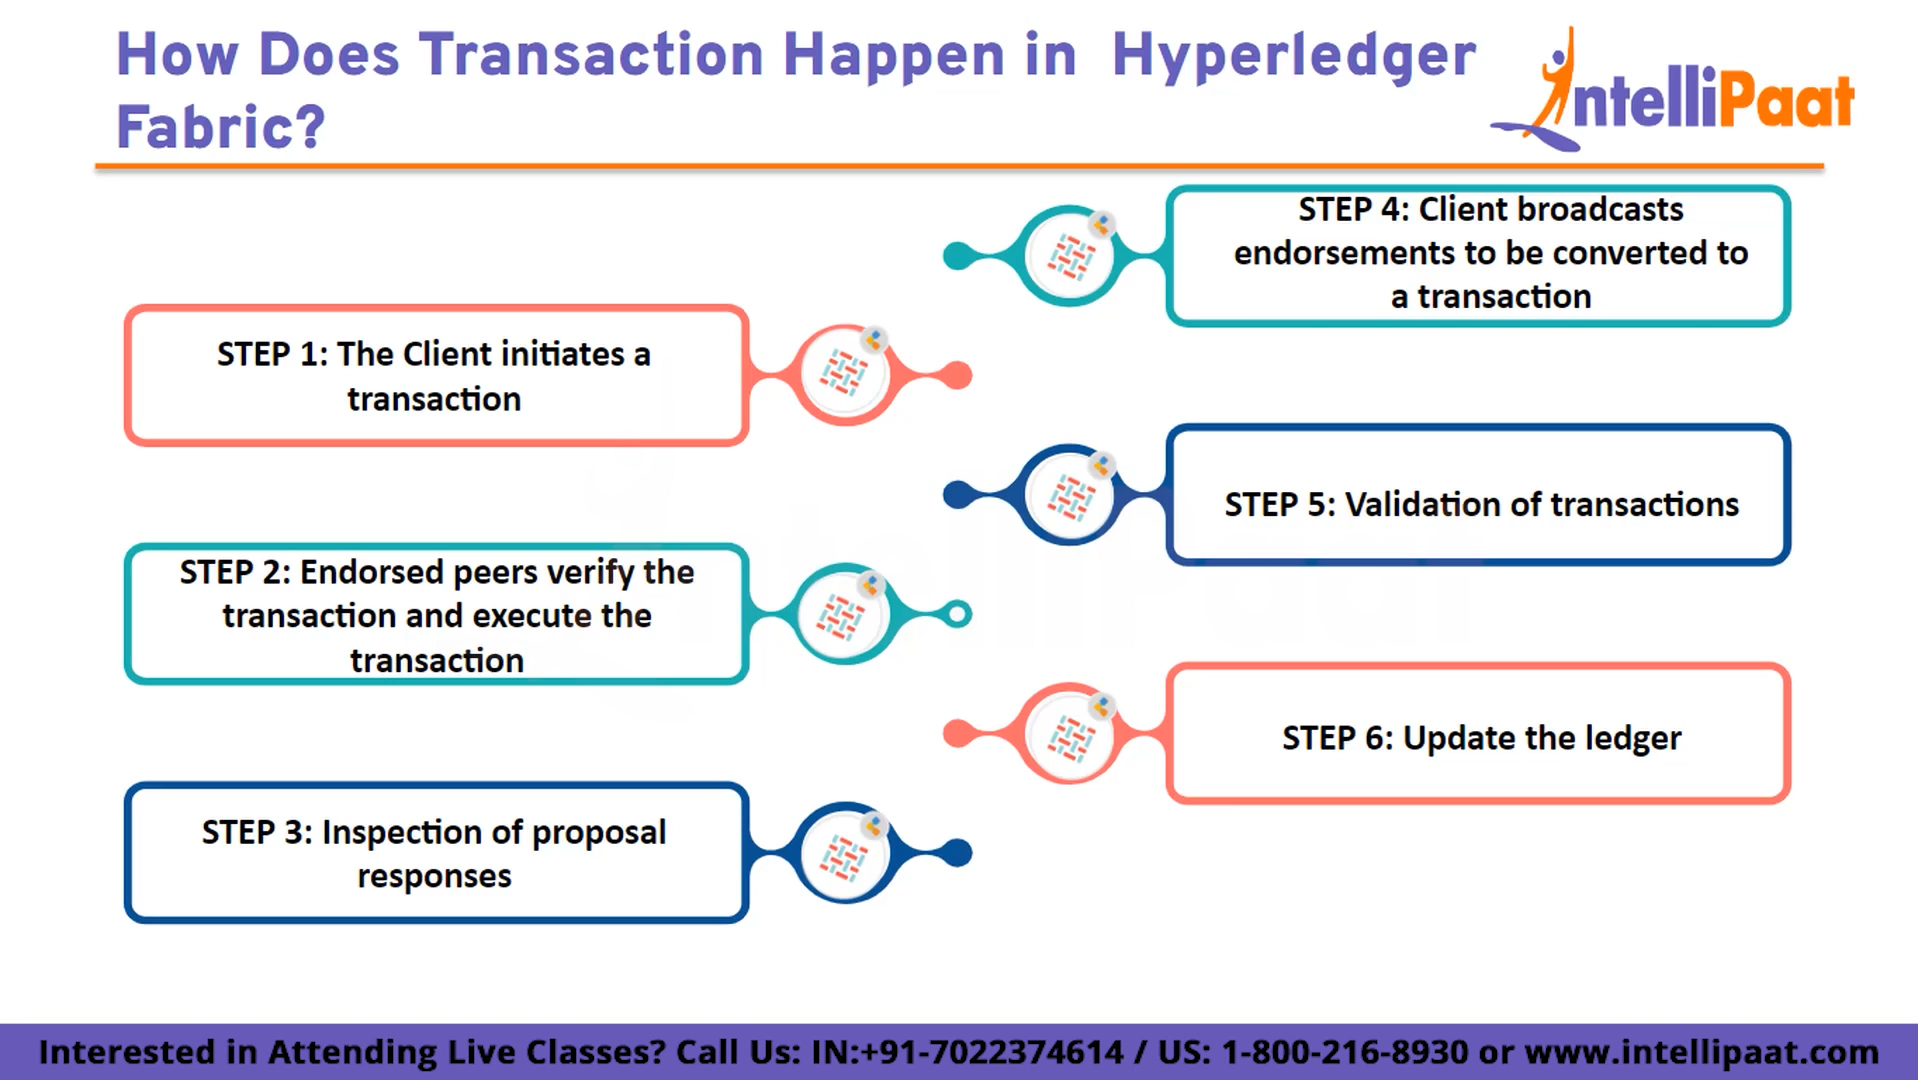 How Does Transaction Happen in Hyperledger
Fabric?
IntelliPaat
STEP 1: The Client initiates a
transaction
STEP 2: Endorsed peers verify the
transaction and execute the
transaction
STEP 3: Inspection of proposal
responses
STEP 4: Client broadcasts
endorsements to be converted to
a transaction
STEP 5: Validation of transactions
STEP 6: Update the ledger
Interested in Attending Live Classes? Call Us: IN:+91-7022374614 / US: 1-800-216-8930 or www.intellipaat.com